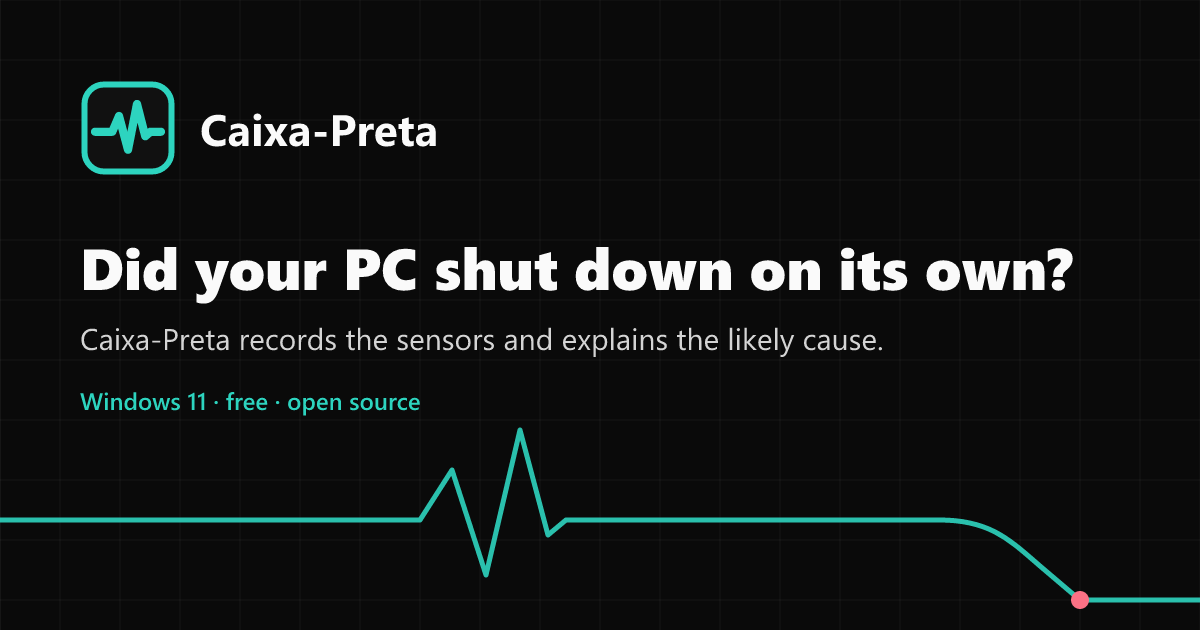 Caixa-Preta
Did your PC shut down on its own?
Caixa-Preta records the sensors and explains the likely cause.
Windows 11 · free · open source